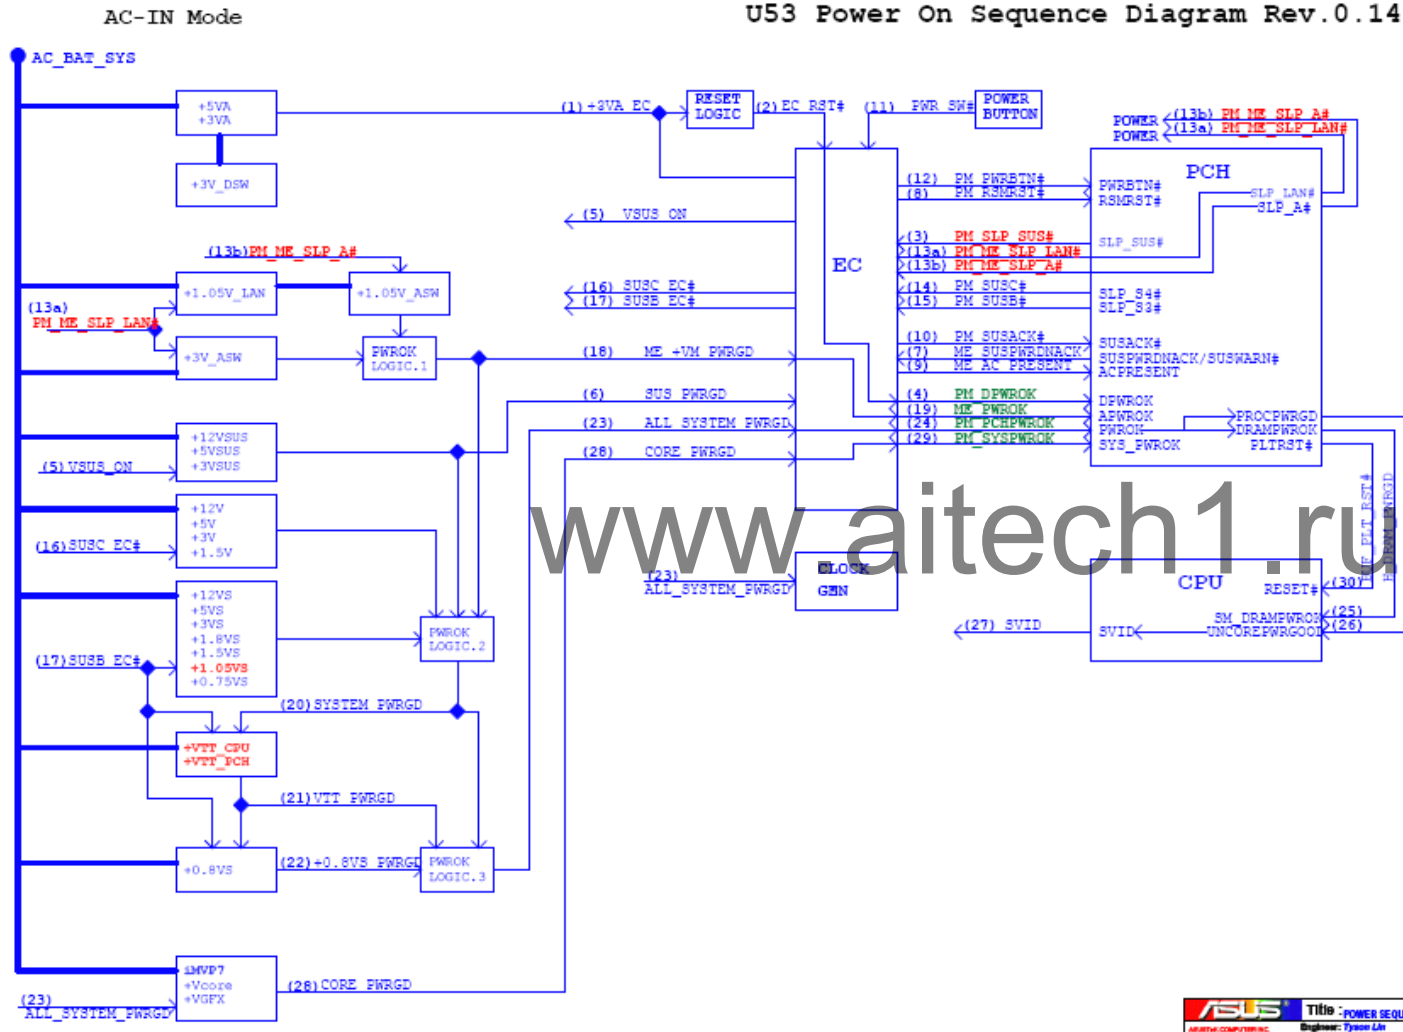 AC-IN Mode
U53 Power On Sequence Diagram Rev.0.14
AC_BAT_SYS
+5VA
+3VA
+3V_DSW
(1) +3VA_EC
RESET
LOGIC
(2) EC_RST#
(11) PWR_SW#
POWER
BUTTON
POWER
(13b) PM_ME_SLP_A#
POWER
(13a) PM_ME_SLP_LAN#
PCH
(12) PM_PWRBTN#
PWRBTN#
(8) PM_RSMRST#
RSMRST#
SLP_LAN#
SLP_A#
(5) VSUS_ON
EC
(3) PM_SLP_SUS#
SLP_SUS#
(13a) PM_ME_SLP_LAN#
(13b) PM_ME_SLP_A#
(13b) PM_ME_SLP_A#
+1.05V_LAN
+1.05V_ASW
(13a)
PM_ME_SLP_LAN#
+3V_ASW
PWROK
LOGIC.1
(16) SUSC_EC#
(17) SUSB_EC#
(14) PM_SUSC#
SLP_S4#
(15) PM_SUSB#
SLP_S3#
(10) PM_SUSACK#
SUSACK#
(7) ME_SUSPWRDNACK
SUSPWRDNACK/SUSWARN#
(9) ME_AC_PRESENT
ACPRESENT
(18) ME_+VM_PWRGD
(6) SUS_PWRGD
(23) ALL_SYSTEM_PWRGD
(28) CORE_PWRGD
(4) PM_DPWROK
DPWROK
(19) ME_PWROK
APWROK
PROCPWRGD
(24) PM_PCHPWROK
PWROK
DRAMPWROK
(29) PM_SYSPWROK
SYS_PWROK
PLTRST#
+12VSUS
+5VSUS
+3VSUS
(5) VSUS_ON
+12V
+5V
+3V
+1.5V
(16) SUSC_EC#
www.aitech1.ru
(23)
ALL_SYSTEM_PWRGD
CLOCK
GEN
CPU
RESET#
(30)
SM_DRAMPWROK
(25)
UNCOREPWRGOOD
(26)
SVID
(27) SVID
+12VS
+5VS
+3VS
+1.8VS
+1.5VS
+1.05VS
+0.75VS
(17) SUSB_EC#
PWROK
LOGIC.2
(20) SYSTEM_PWRGD
+VTT_CPU
+VTT_PCH
(21) VTT_PWRGD
+0.8VS
(22) +0.8VS_PWRGD
PWROK
LOGIC.3
iMVP7
+Vcore
+VGFX
(28) CORE_PWRGD
(23)
ALL_SYSTEM_PWRGD
ASUS
Title : POWER SEQU
Engineer: Tyson Lin